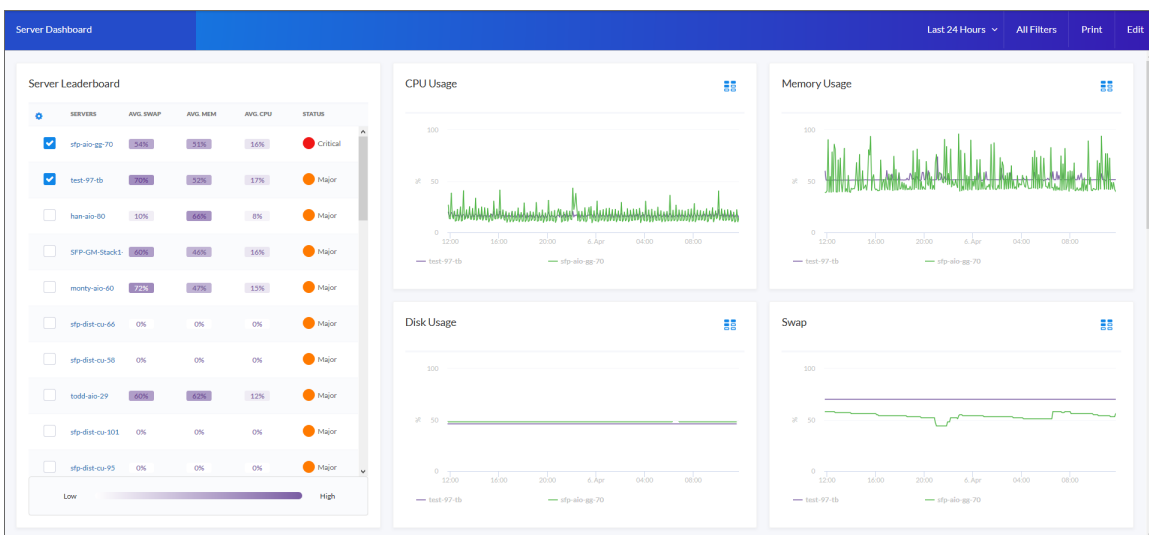 Server Dashboard
Last 24 Hours All Filters Print Edit
Server Leaderboard
SERVERS AVG. SWAP AVG. MEM AVG. CPU STATUS
sfp-aio-gg-70 54% 51% 16% Critical
test-97-tb 70% 52% 17% Major
han-aio-80 10% 66% 8% Major
SFP-GM-Stack1- 60% 46% 16% Major
monty-aio-60 72% 47% 15% Major
sfp-dist-cu-66 0% 0% 0% Major
sfp-dist-cu-58 0% 0% 0% Major
todd-aio-29 60% 62% 12% Major
sfp-dist-cu-101 0% 0% 0% Major
sfp-dist-cu-95 0% 0% 0% Major
Low High
CPU Usage
100
%
50
0
12:00 16:00 20:00 6. Apr 04:00 08:00
test-97-tb sfp-aio-gg-70
Memory Usage
100
%
50
0
12:00 16:00 20:00 6. Apr 04:00 08:00
test-97-tb sfp-aio-gg-70
Disk Usage
100
%
50
0
12:00 16:00 20:00 6. Apr 04:00 08:00
test-97-tb sfp-aio-gg-70
Swap
100
%
50
0
12:00 16:00 20:00 6. Apr 04:00 08:00
test-97-tb sfp-aio-gg-70